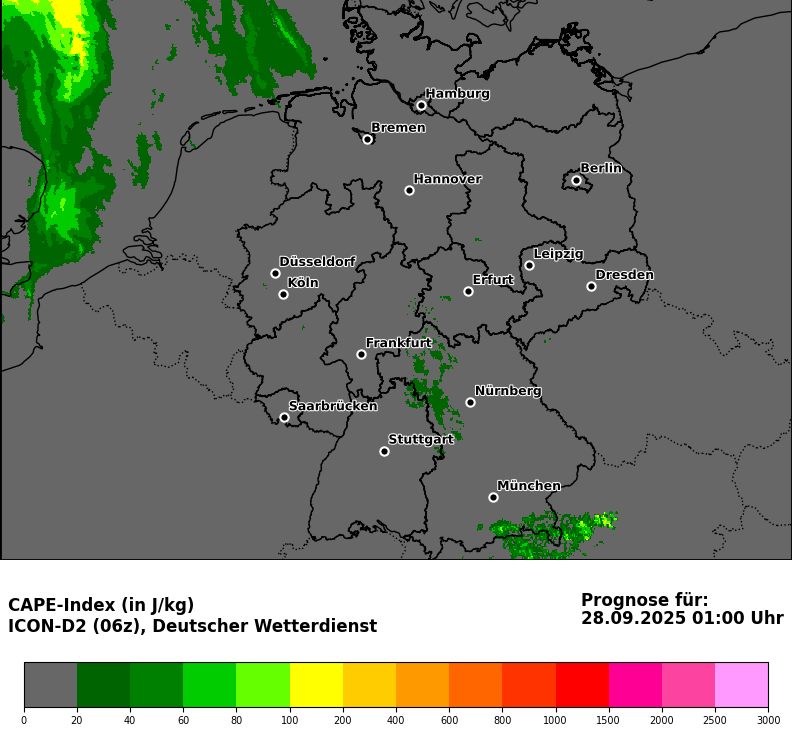 Hamburg
Bremen
Berlin
Hannover
Leipzig
Düsseldorf
Dresden
Köln
Erfurt
Frankfurt
Nürnberg
Saarbrücken
Stuttgart
München
CAPE-Index (in J/kg)
ICON-D2 (06z), Deutscher Wetterdienst
Prognose für:
28.09.2025 01:00 Uhr
0 20 40 60 80 100 200 400 600 800 1000 1500 2000 2500 3000